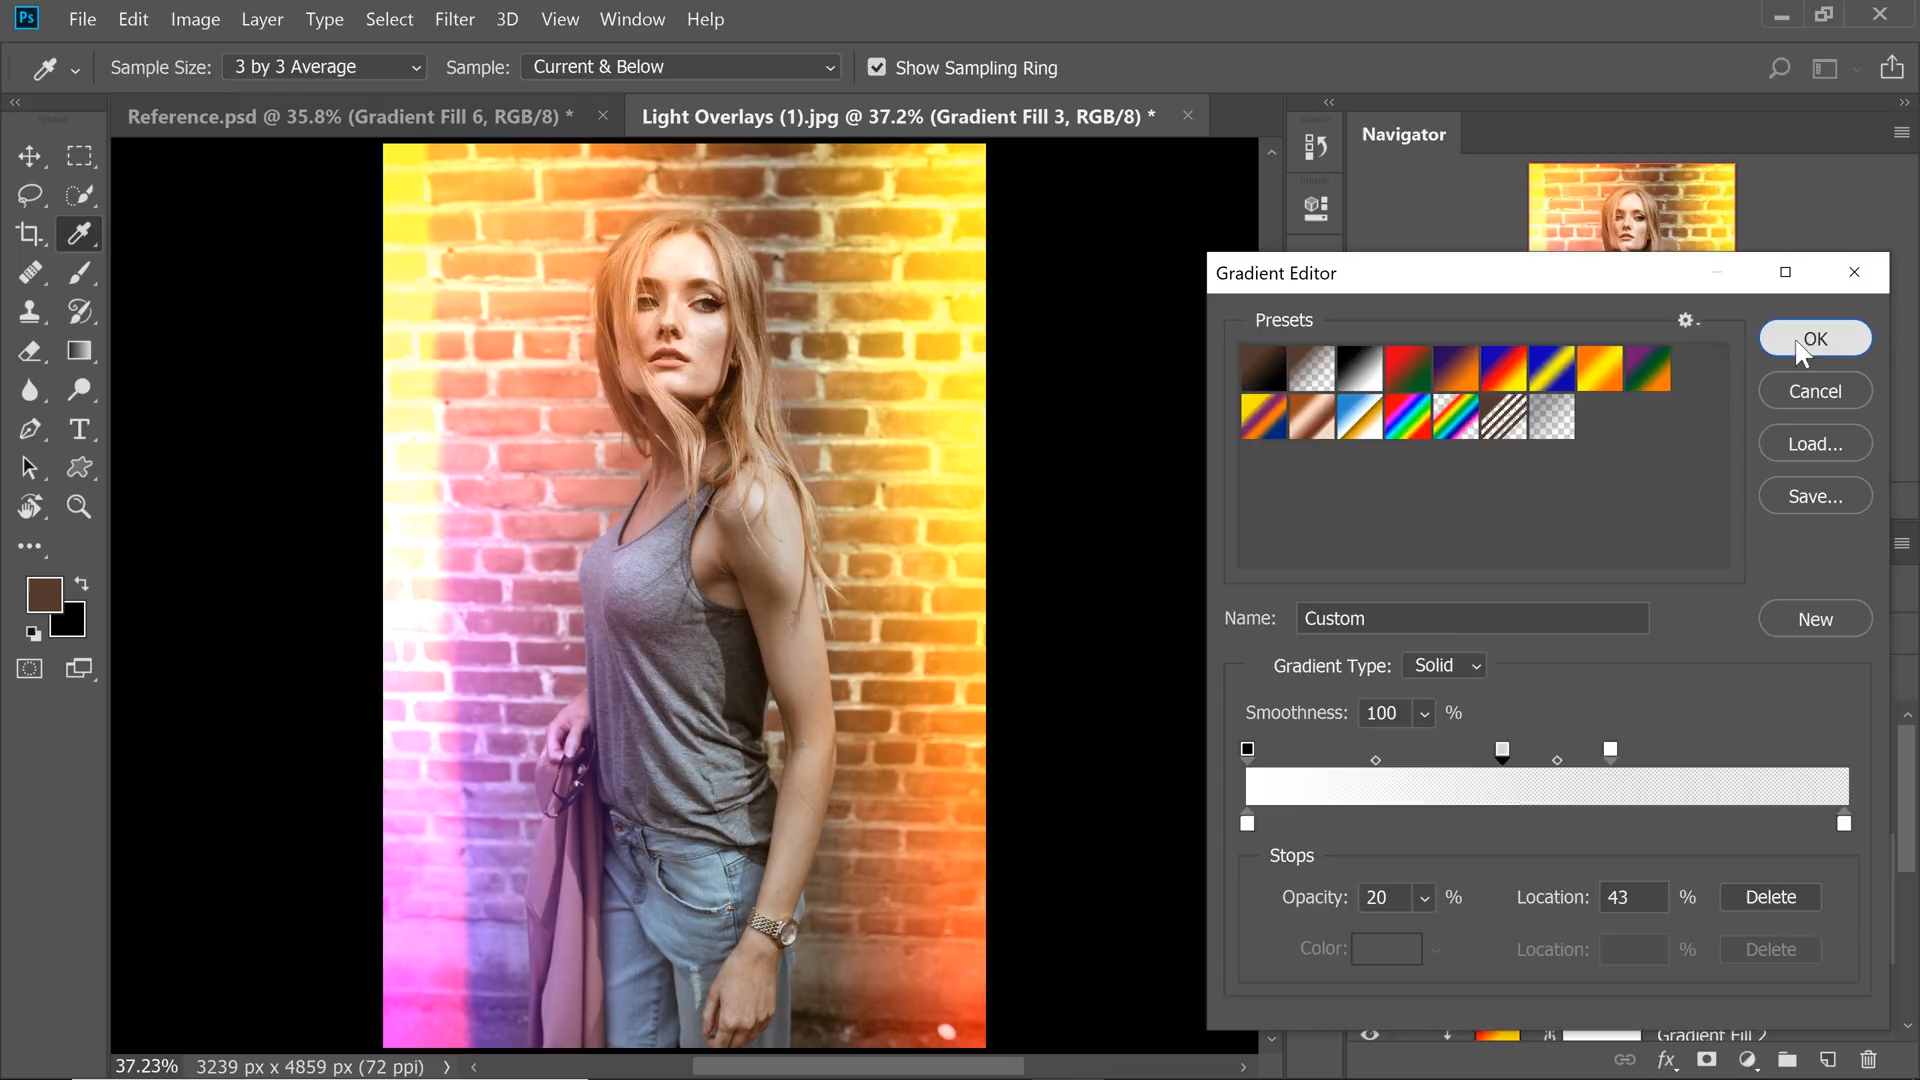 Ps File Edit Image Layer Type Select Filter 3D View Window Help
Sample Size: 3 by 3 Average Sample: Current & Below Show Sampling Ring
Reference.psd @ 35.8% (Gradient Fill 6, RGB/8) * Light Overlays (1).jpg @ 37.2% (Gradient Fill 3, RGB/8) *
Navigator
Gradient Editor
Presets
OK
Cancel
Load...
Save...
Name: Custom New
Gradient Type: Solid
Smoothness: 100 %
Stops
Opacity: 20 % Location: 43 % Delete
Color: Location: % Delete
Gradient Fill 2
37.23% 3239 px x 4859 px (72 ppi)
fx